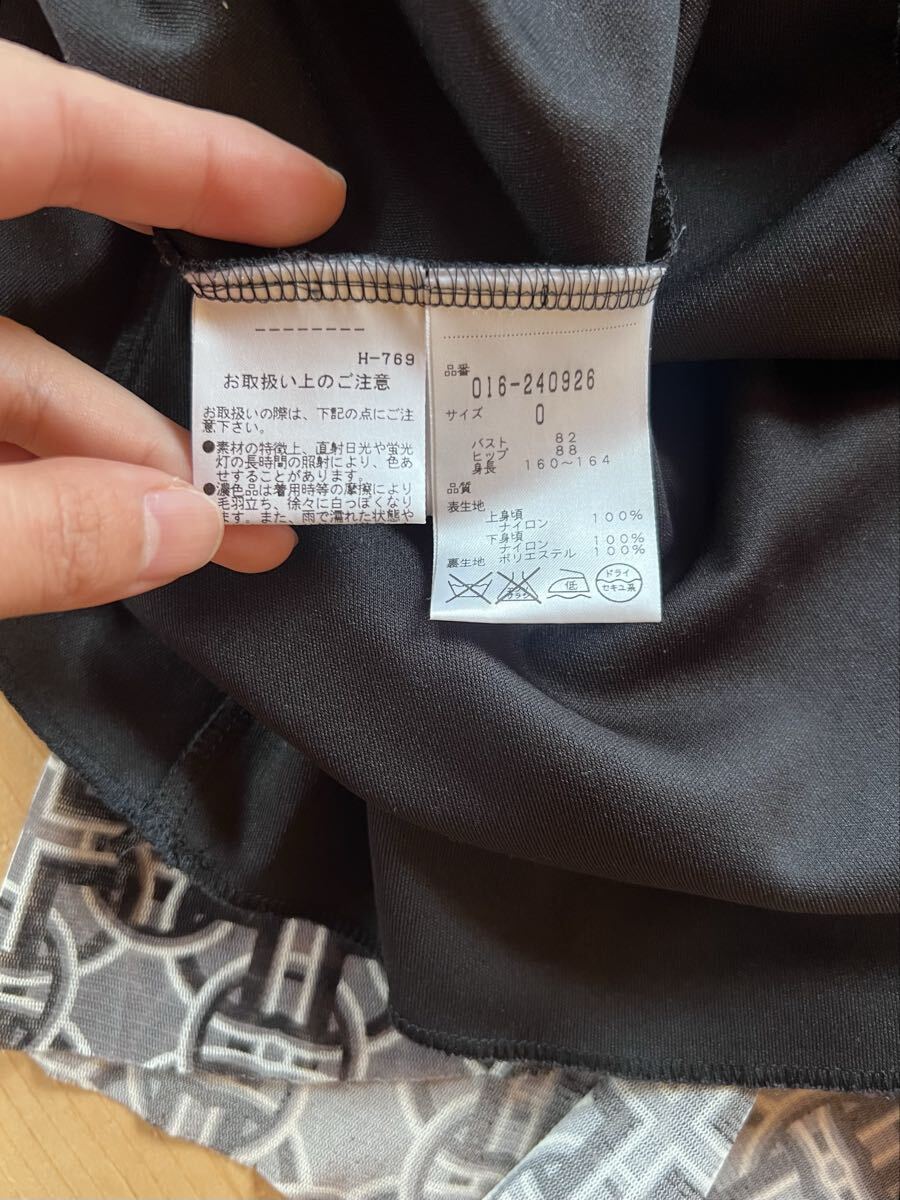 H-769
お取扱い上のご注意
お取扱いの際は、下記の点にご注
意下さい。
●素材の特徴上、直射日光や蛍光
灯の長時間の照射により、色あ
せすることがあります。
●濃色品は着用時等の摩擦により
毛羽立ち、徐々に白っぽくなり
ます。また、雨で濡れた状態や
品番
016-240926
サイズ 0
バスト 82
ヒップ 88
身長 160～164
品質
表生地
上身頃
ナイロン 100%
下身頃
ナイロン 100%
裏生地 ポリエステル 100%
低
ドライ
セキユ系